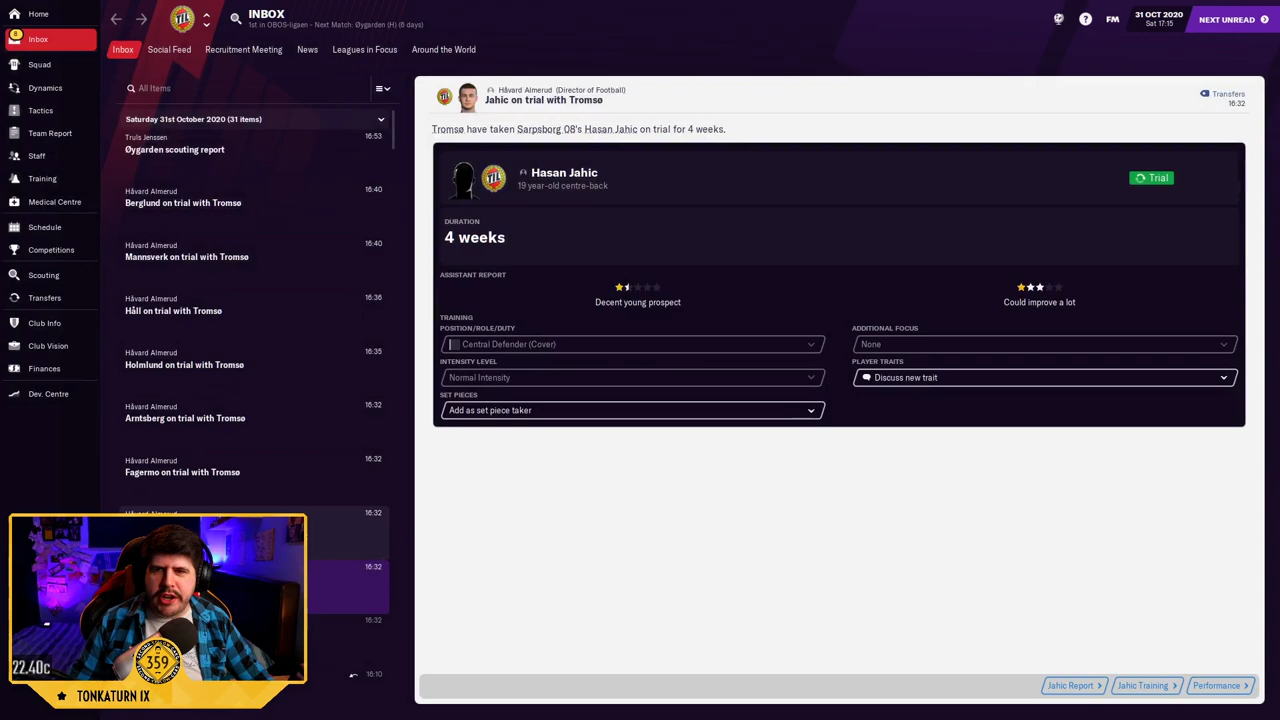 Home
INBOX
1st in OBOS-ligaen - Next Match: Øygarden (H) (6 days)
FM
31 OCT 2020
Sat 17:15
NEXT UNREAD
8
Inbox
Squad
Dynamics
Tactics
Team Report
Staff
Training
Medical Centre
Schedule
Competitions
Scouting
Transfers
Club Info
Club Vision
Finances
Dev. Centre
Inbox
Social Feed
Recruitment Meeting
News
Leagues in Focus
Around the World
All Items
Saturday 31st October 2020 (31 items)
Truls Jenssen 16:53
Øygarden scouting report
Håvard Almerud 16:40
Berglund on trial with Tromsø
Håvard Almerud 16:40
Mannsverk on trial with Tromsø
Håvard Almerud 16:36
Håll on trial with Tromsø
Håvard Almerud 16:35
Holmlund on trial with Tromsø
Håvard Almerud 16:32
Arntsberg on trial with Tromsø
Håvard Almerud 16:32
Fagermo on trial with Tromsø
Håvard Almerud 16:32
16:32
16:32
16:10
Håvard Almerud (Director of Football)
Jahic on trial with Tromsø
Transfers
16:32
Tromsø have taken Sarpsborg 08's Hasan Jahic on trial for 4 weeks.
TIL
Hasan Jahic
19 year-old centre-back
Trial
DURATION
4 weeks
ASSISTANT REPORT
Decent young prospect
Could improve a lot
TRAINING
POSITION/ROLE/DUTY
Central Defender (Cover)
ADDITIONAL FOCUS
None
INTENSITY LEVEL
Normal Intensity
PLAYER TRAITS
Discuss new trait
SET PIECES
Add as set piece taker
Jahic Report
Jahic Training
Performance
22.40c
359
TONKATURN IX